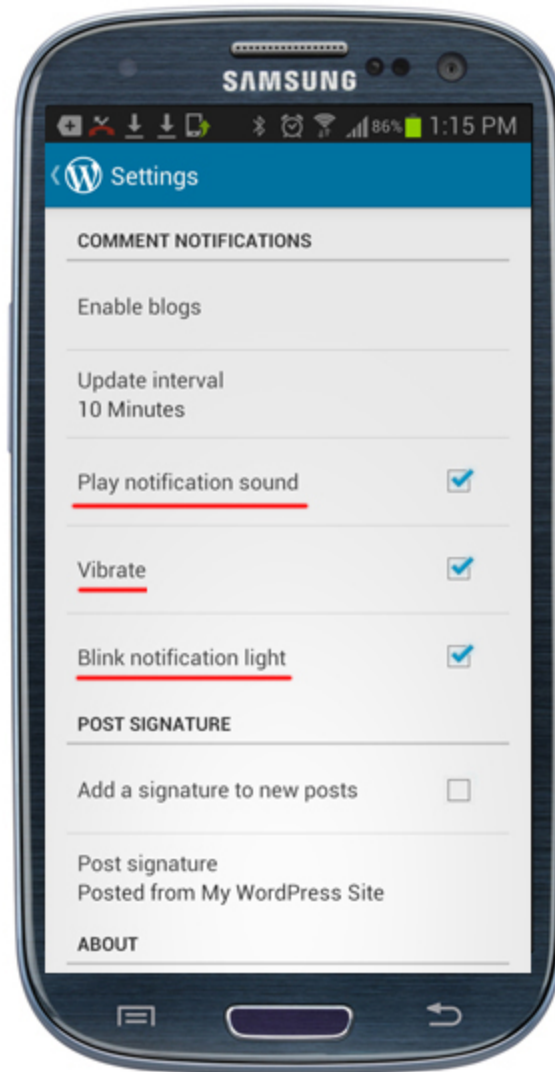 SAMSUNG
86% 1:15 PM
Settings
COMMENT NOTIFICATIONS
Enable blogs
Update interval
10 Minutes
Play notification sound
Vibrate
Blink notification light
POST SIGNATURE
Add a signature to new posts
Post signature
Posted from My WordPress Site
ABOUT